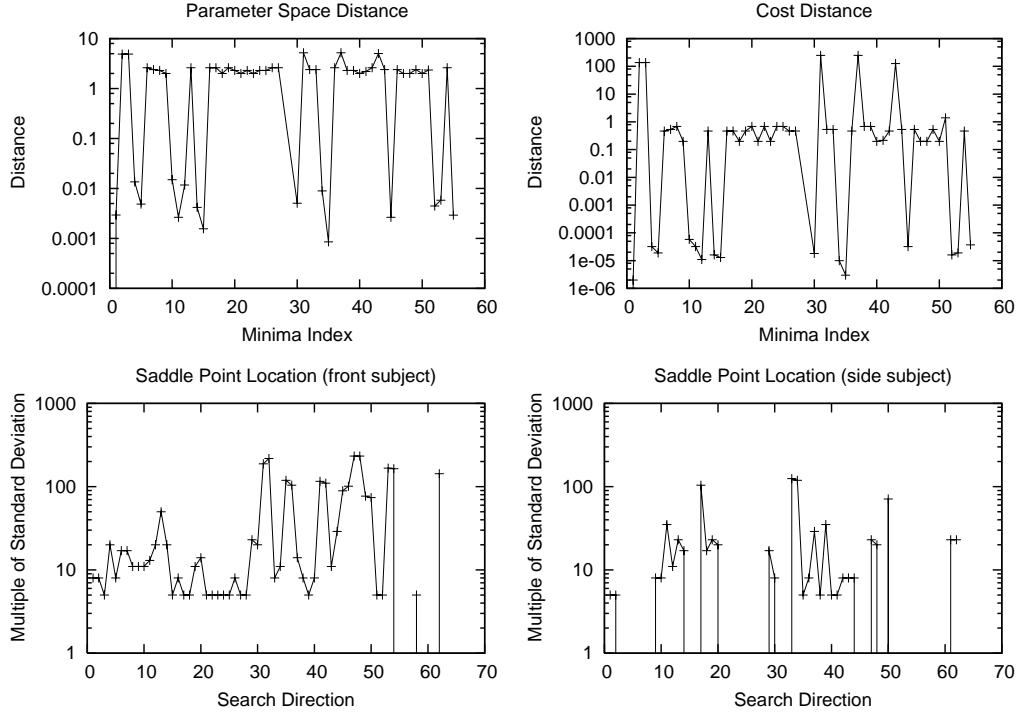 Parameter Space Distance
10
1
0.1
0.01
0.001
0.0001
Distance
0 10 20 30 40 50 60
Minima Index
Cost Distance
1000
100
10
1
0.1
0.01
0.001
0.0001
1e-05
1e-06
Distance
0 10 20 30 40 50 60
Minima Index
Saddle Point Location (front subject)
1000
100
10
1
Multiple of Standard Deviation
0 10 20 30 40 50 60 70
Search Direction
Saddle Point Location (side subject)
1000
100
10
1
Multiple of Standard Deviation
0 10 20 30 40 50 60 70
Search Direction